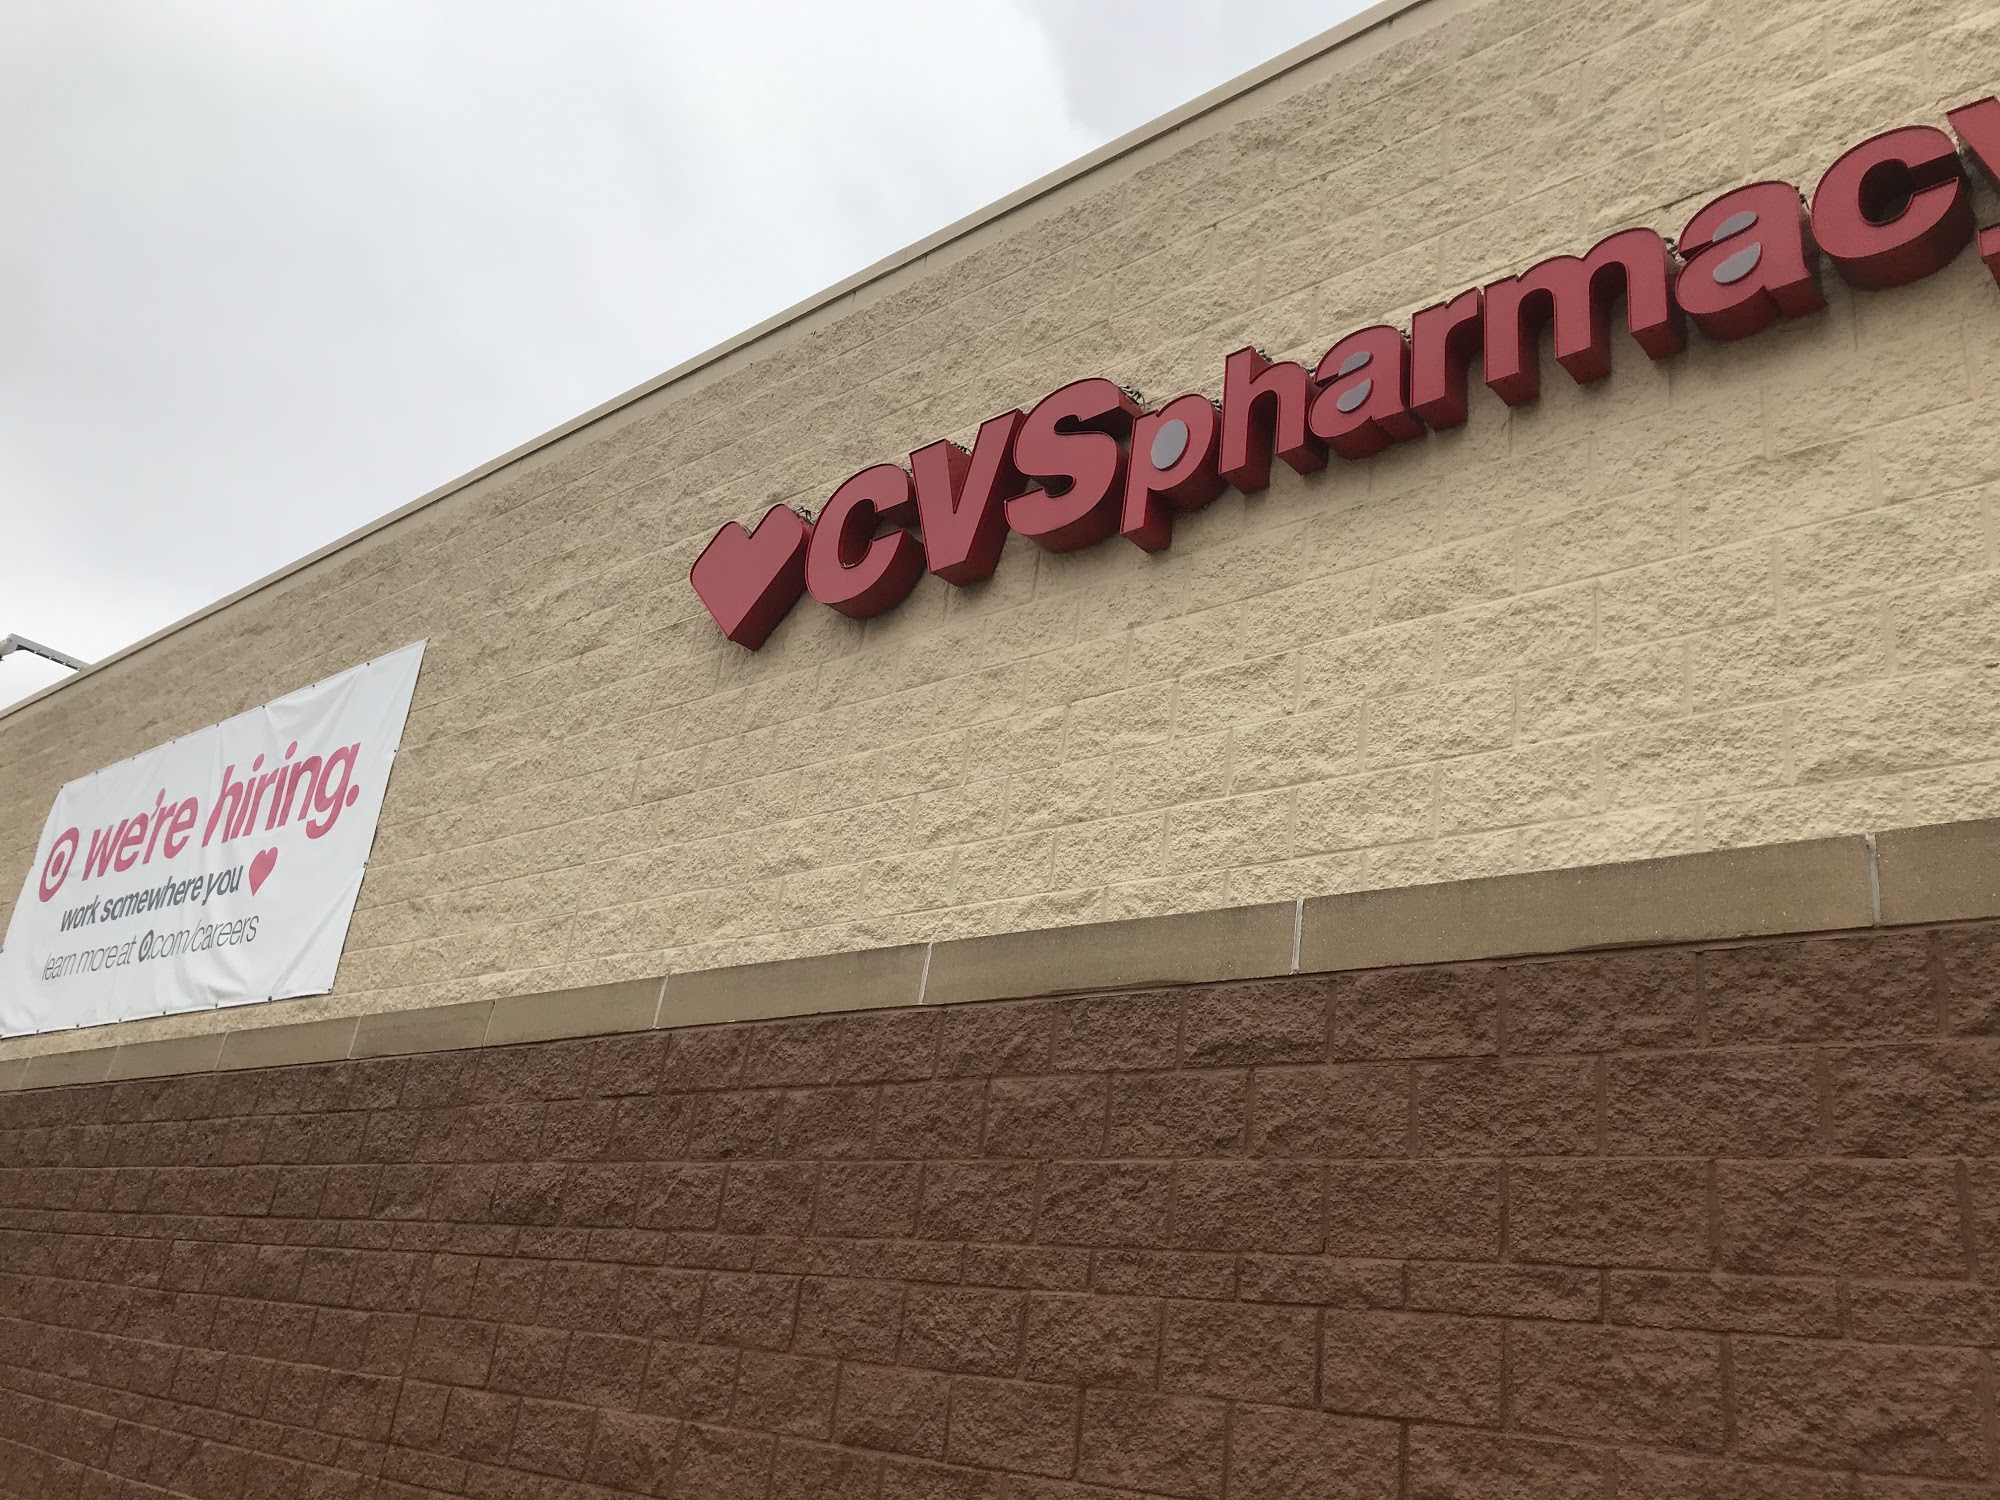 CVSpharmacy
we're hiring.
work somewhere you
learn more at .com/careers